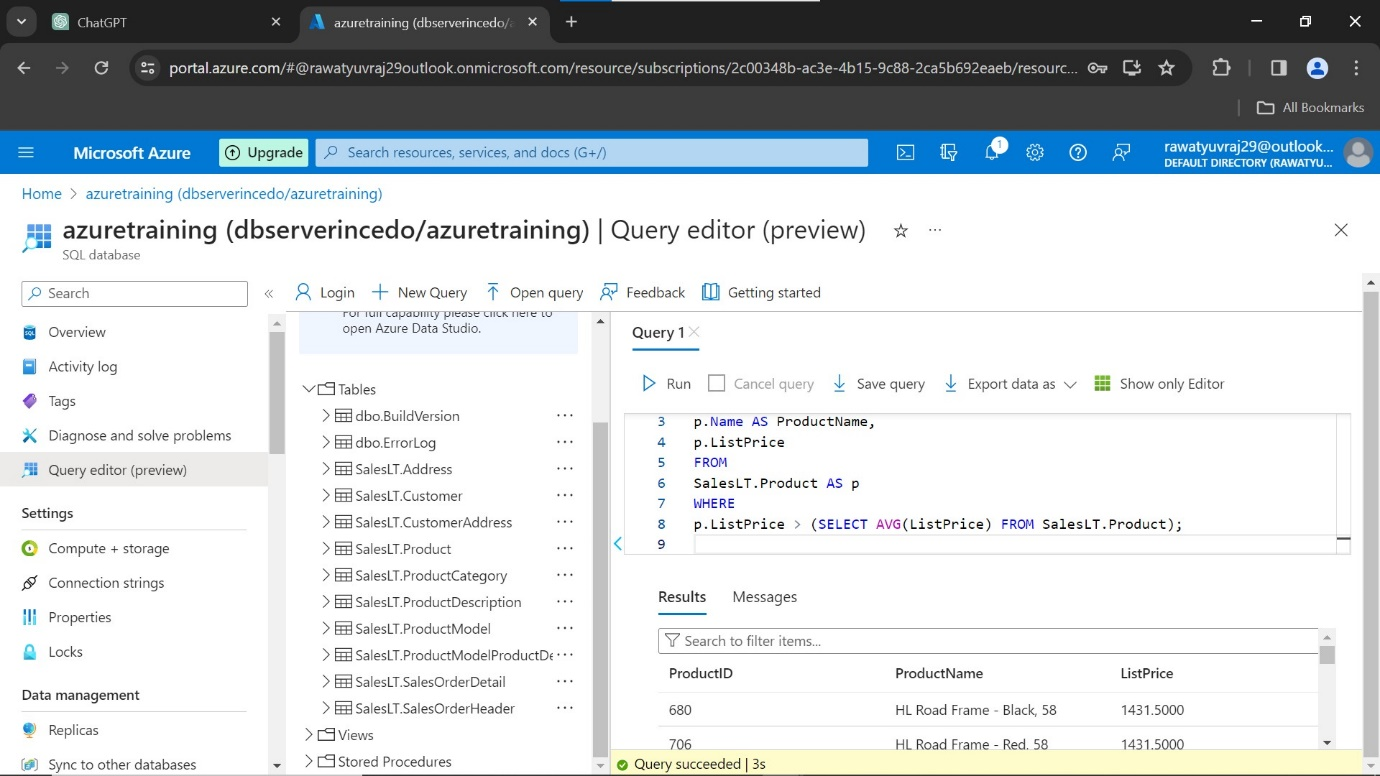 ChatGPT
azuretraining (dbserverincedo/a
portal.azure.com/#@rawatyuvraj29outlook.onmicrosoft.com/resource/subscriptions/2c00348b-ac3e-4b15-9c88-2ca5b692eaeb/resourc...
All Bookmarks
Microsoft Azure
Upgrade
Search resources, services, and docs (G+/)
1
rawatyuvraj29@outlook...
DEFAULT DIRECTORY (RAWATYU...
Home > azuretraining (dbserverincedo/azuretraining)
azuretraining (dbserverincedo/azuretraining) | Query editor (preview)
SQL database
Search
Overview
Activity log
Tags
Diagnose and solve problems
Query editor (preview)
Settings
Compute + storage
Connection strings
Properties
Locks
Data management
Replicas
Sync to other databases
Login
New Query
Open query
Feedback
Getting started
For full capability please click here to
open Azure Data Studio.
Tables
dbo.BuildVersion
dbo.ErrorLog
SalesLT.Address
SalesLT.Customer
SalesLT.CustomerAddress
SalesLT.Product
SalesLT.ProductCategory
SalesLT.ProductDescription
SalesLT.ProductModel
SalesLT.ProductModelProductDe
SalesLT.SalesOrderDetail
SalesLT.SalesOrderHeader
Views
Stored Procedures
Query 1
Run
Cancel query
Save query
Export data as
Show only Editor
3 p.Name AS ProductName,
4 p.ListPrice
5 FROM
6 SalesLT.Product AS p
7 WHERE
8 p.ListPrice > (SELECT AVG(ListPrice) FROM SalesLT.Product);
9
Results Messages
Search to filter items...
ProductID ProductName ListPrice
680 HL Road Frame - Black, 58 1431.5000
706 HL Road Frame - Red, 58 1431.5000
Query succeeded | 3s